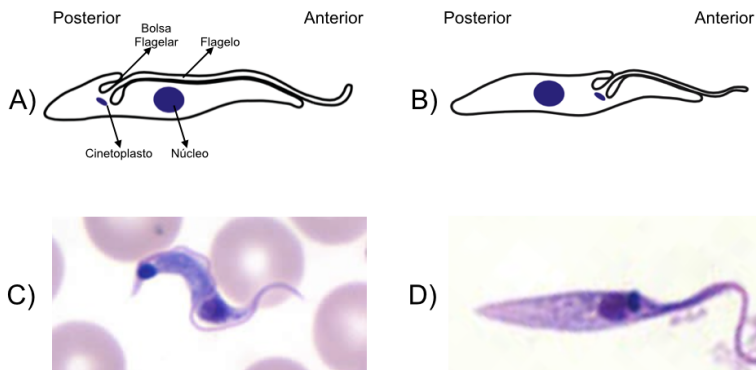 Posterior
Anterior
Bolsa
Flagelar
Flagelo
A)
Cinetoplasto
Núcleo
Posterior
Anterior
B)
C)
D)